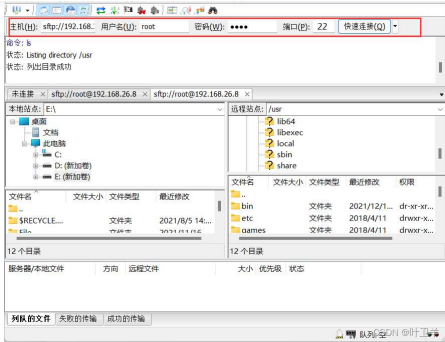 主机(H): sftp://192.168... 用户名(U): root 密码(W): •••• 端口(P): 22 快速连接(Q)
命令: ls
状态: Listing directory /usr
状态: 列出目录成功
未连接 × sftp://root@192.168.26.8 × sftp://root@192.168.26.8 ×
本地站点: E:\
桌面
文档
此电脑
C:
D: (新加卷)
E: (新加卷)
远程站点: /usr
lib64
libexec
local
sbin
share
文件名 文件大小 文件类型 最近修改
..
$RECYCLE.... 文件夹 2021/8/5 14:...
File 文件夹 2021/11/16
12 个目录
文件名 文件大小 文件类型 最近修改 权限
..
bin 文件夹 2021/12/1... dr-xr-xr...
etc 文件夹 2018/4/11 drwxr-x...
games 文件夹 2018/4/11 drwxr-x...
12 个目录
服务器/本地文件 方向 远程文件 大小 优先级 状态
列队的文件 失败的传输 成功的传输
队列: 空